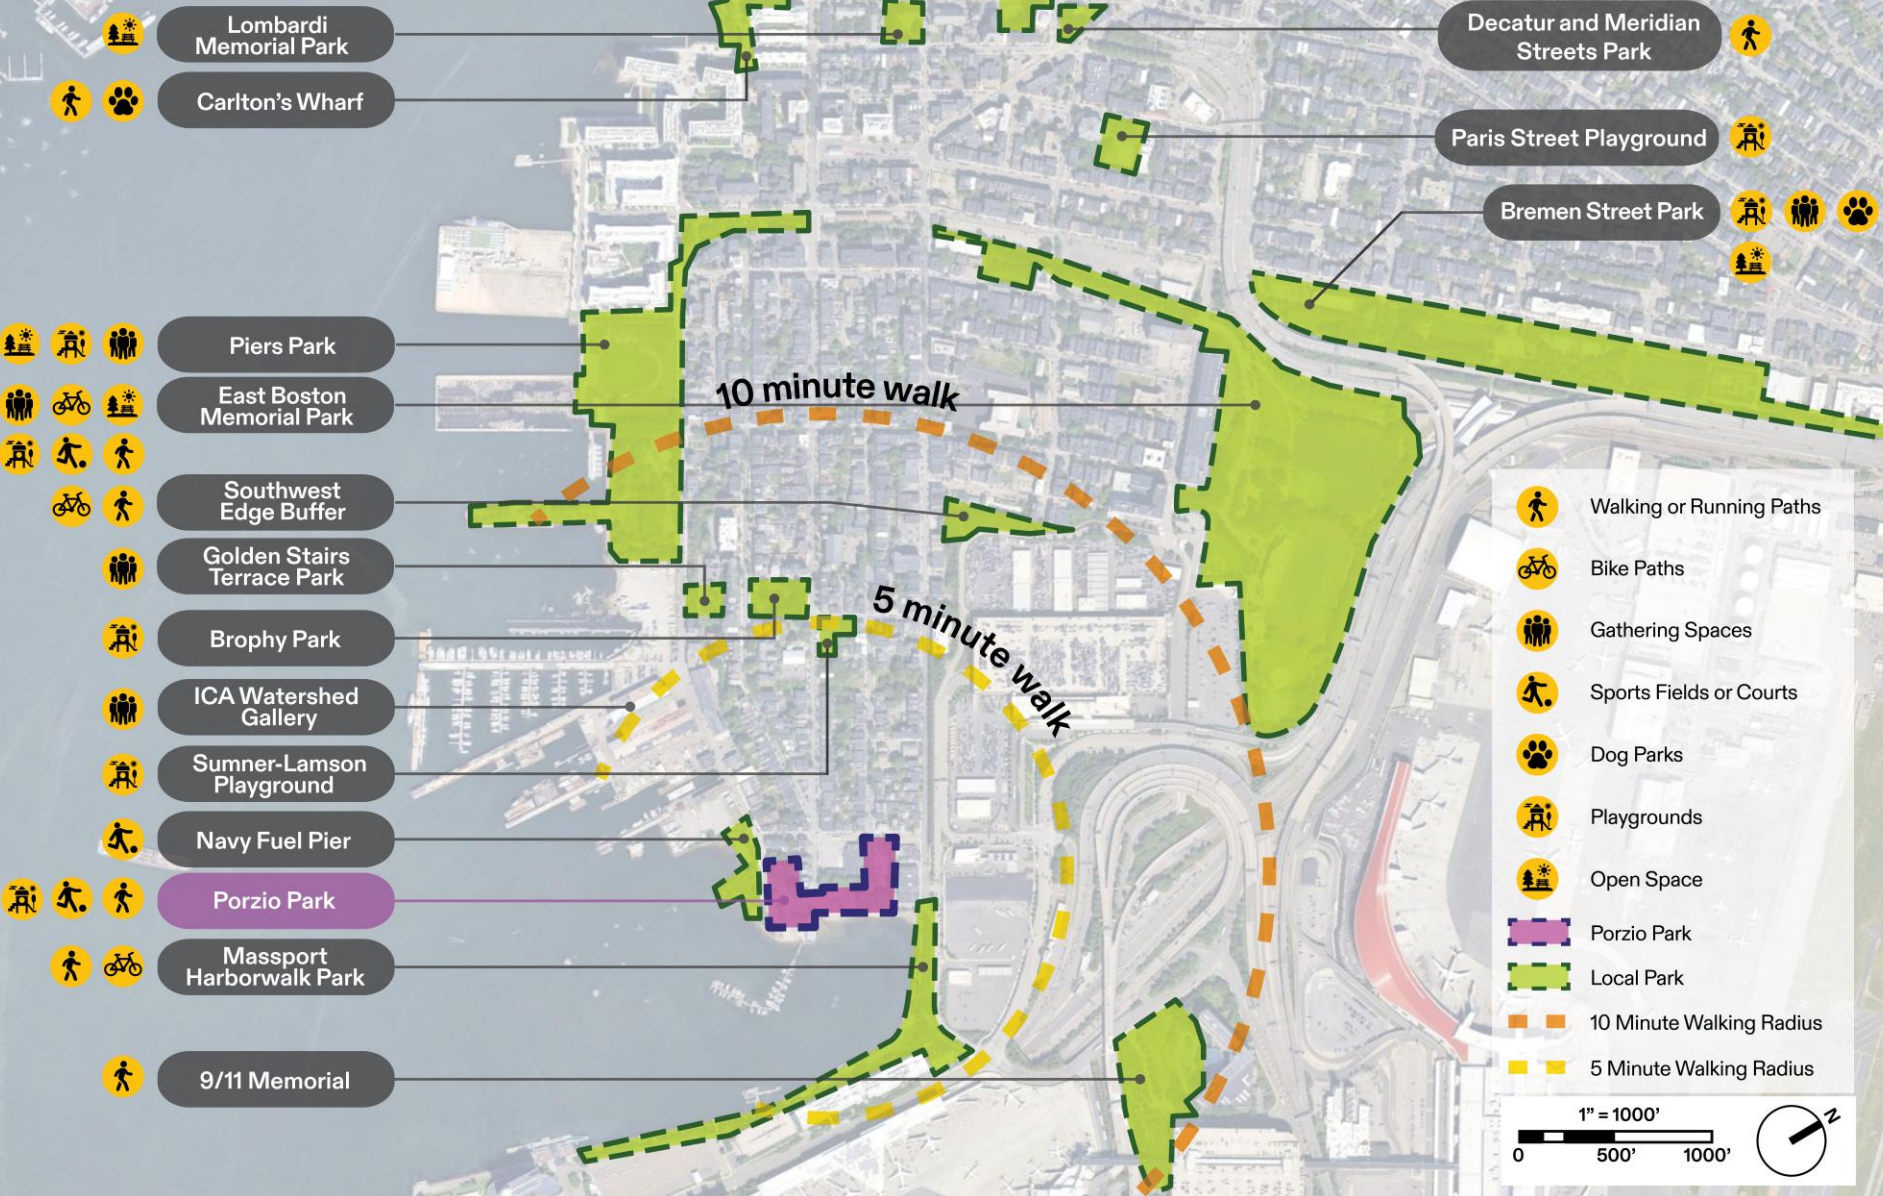 Lombardi
Memorial Park
Carlton's Wharf
Decatur and Meridian
Streets Park
Paris Street Playground
Bremen Street Park
Piers Park
East Boston
Memorial Park
Southwest
Edge Buffer
Golden Stairs
Terrace Park
Brophy Park
ICA Watershed
Gallery
Sumner-Lamson
Playground
Navy Fuel Pier
Porzio Park
Massport
Harborwalk Park
9/11 Memorial
10 minute walk
5 minute walk
Walking or Running Paths
Bike Paths
Gathering Spaces
Sports Fields or Courts
Dog Parks
Playgrounds
Open Space
Porzio Park
Local Park
10 Minute Walking Radius
5 Minute Walking Radius
1" = 1000'
0 500' 1000'
N